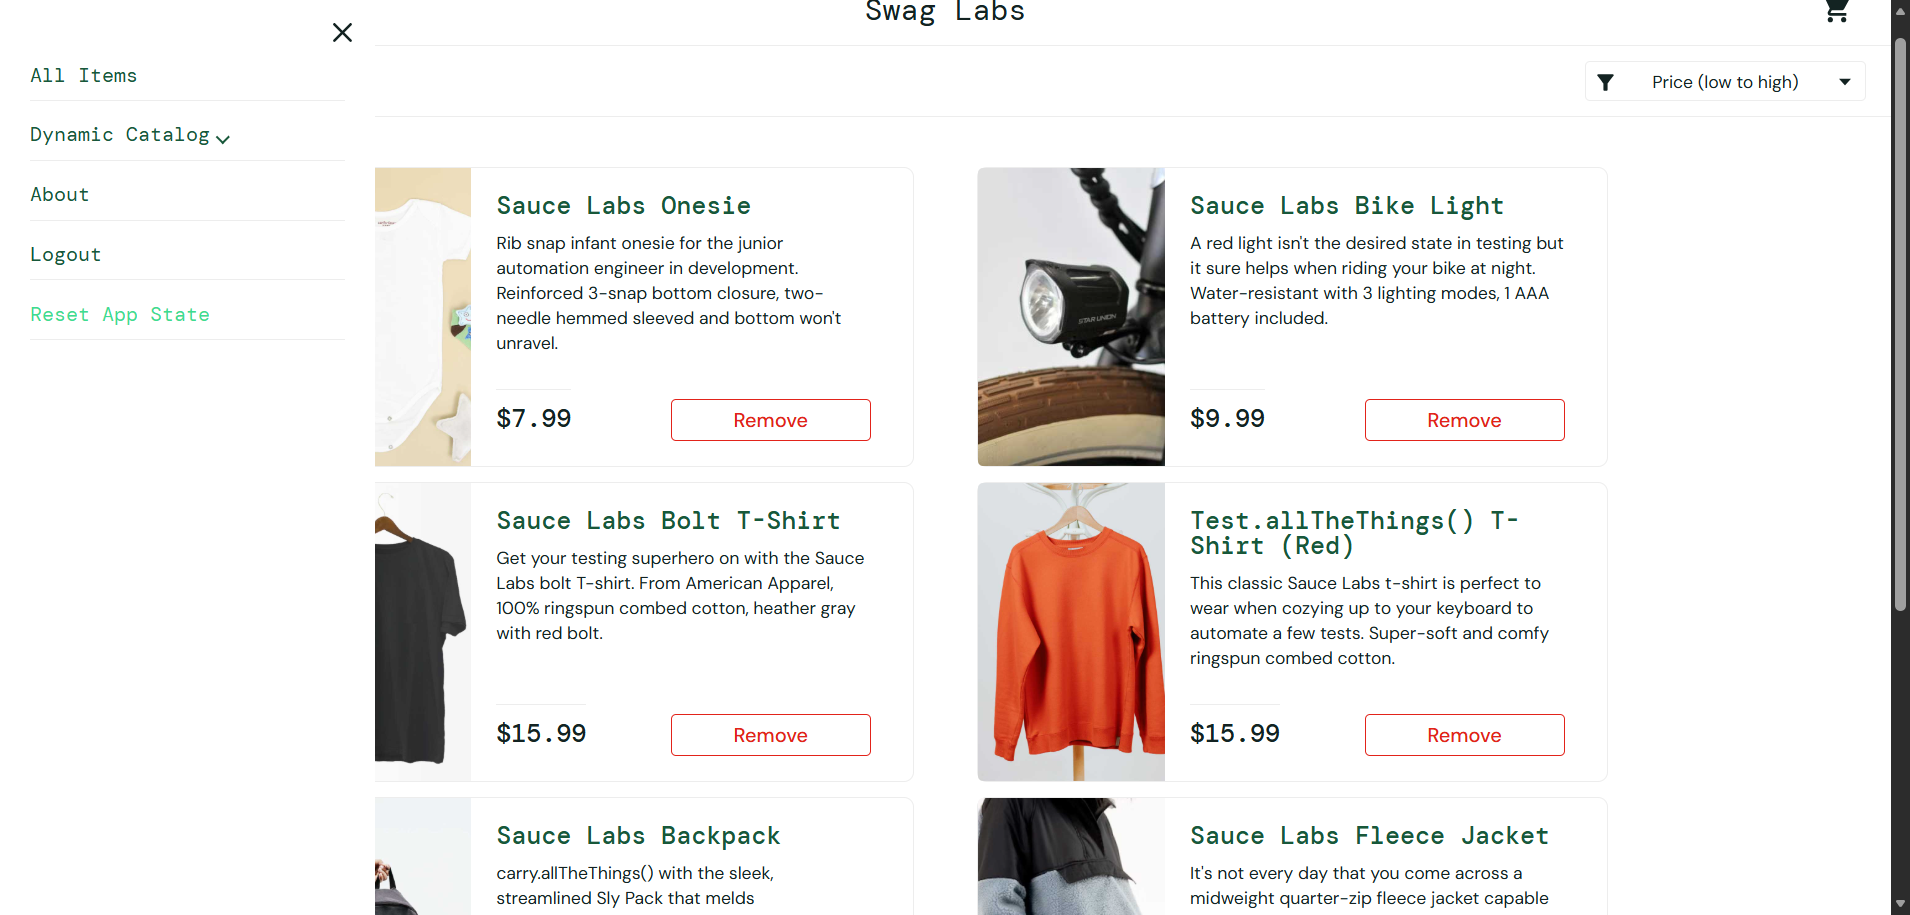 Swag Labs
All Items
Dynamic Catalog
About
Logout
Reset App State
Price (low to high)
Sauce Labs Onesie
Rib snap infant onesie for the junior
automation engineer in development.
Reinforced 3-snap bottom closure, two-
needle hemmed sleeved and bottom won't
unravel.
$7.99
Remove
Sauce Labs Bike Light
A red light isn't the desired state in testing but
it sure helps when riding your bike at night.
Water-resistant with 3 lighting modes, 1 AAA
battery included.
STAR UNION
$9.99
Remove
Sauce Labs Bolt T-Shirt
Get your testing superhero on with the Sauce
Labs bolt T-shirt. From American Apparel,
100% ringspun combed cotton, heather gray
with red bolt.
$15.99
Remove
Test.allTheThings() T-
Shirt (Red)
This classic Sauce Labs t-shirt is perfect to
wear when cozying up to your keyboard to
automate a few tests. Super-soft and comfy
ringspun combed cotton.
$15.99
Remove
Sauce Labs Backpack
carry.allTheThings() with the sleek,
streamlined Sly Pack that melds
Sauce Labs Fleece Jacket
It's not every day that you come across a
midweight quarter-zip fleece jacket capable